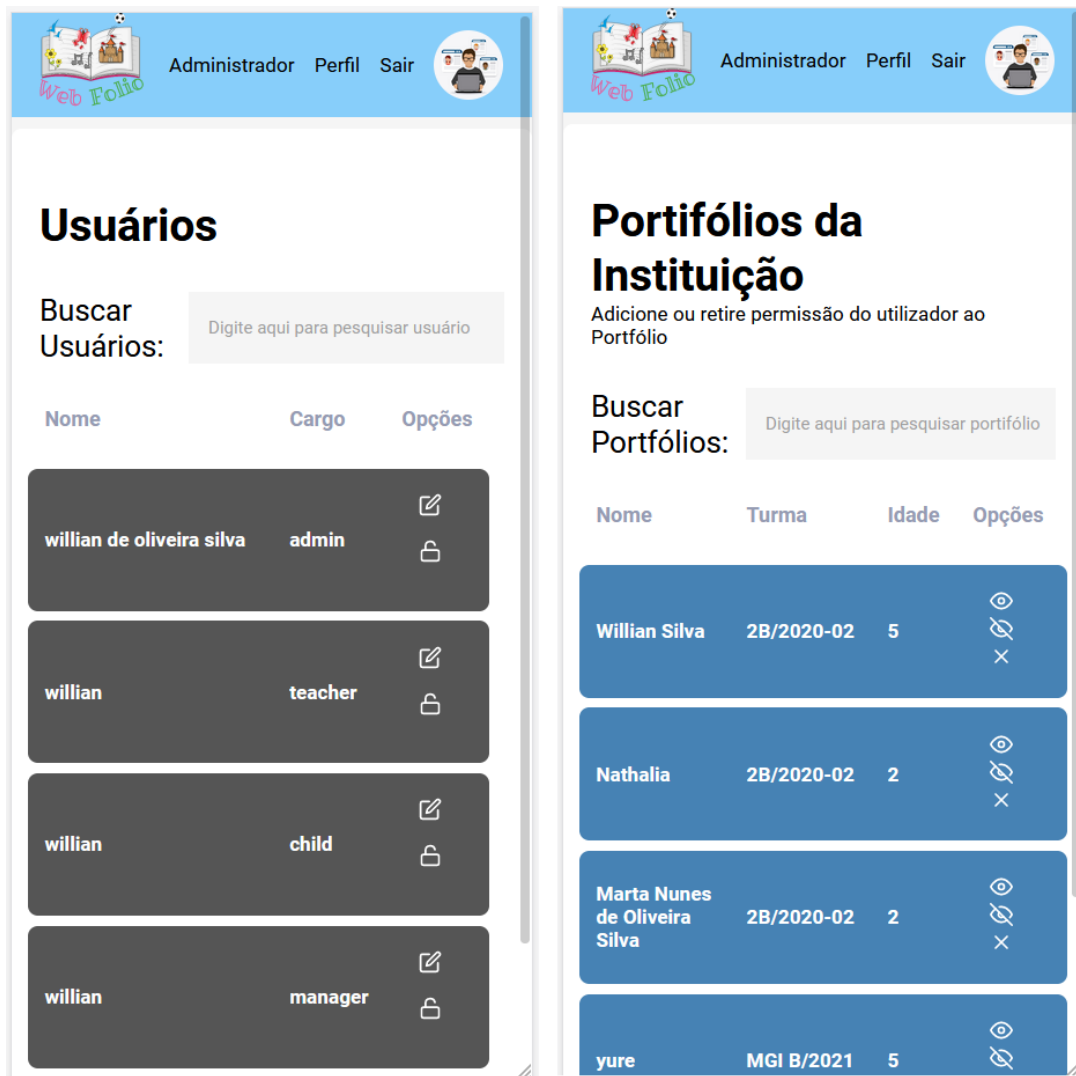 Web Folio
Administrador Perfil Sair
Usuários
Buscar
Usuários:
Digite aqui para pesquisar usuário
Nome Cargo Opções
willian de oliveira silva admin
willian teacher
willian child
willian manager
Web Folio
Administrador Perfil Sair
Portifólios da
Instituição
Adicione ou retire permissão do utilizador ao
Portfólio
Buscar
Portfólios:
Digite aqui para pesquisar portifólio
Nome Turma Idade Opções
Willian Silva 2B/2020-02 5
Nathalia 2B/2020-02 2
Marta Nunes
de Oliveira 2B/2020-02 2
Silva
yure MGI B/2021 5